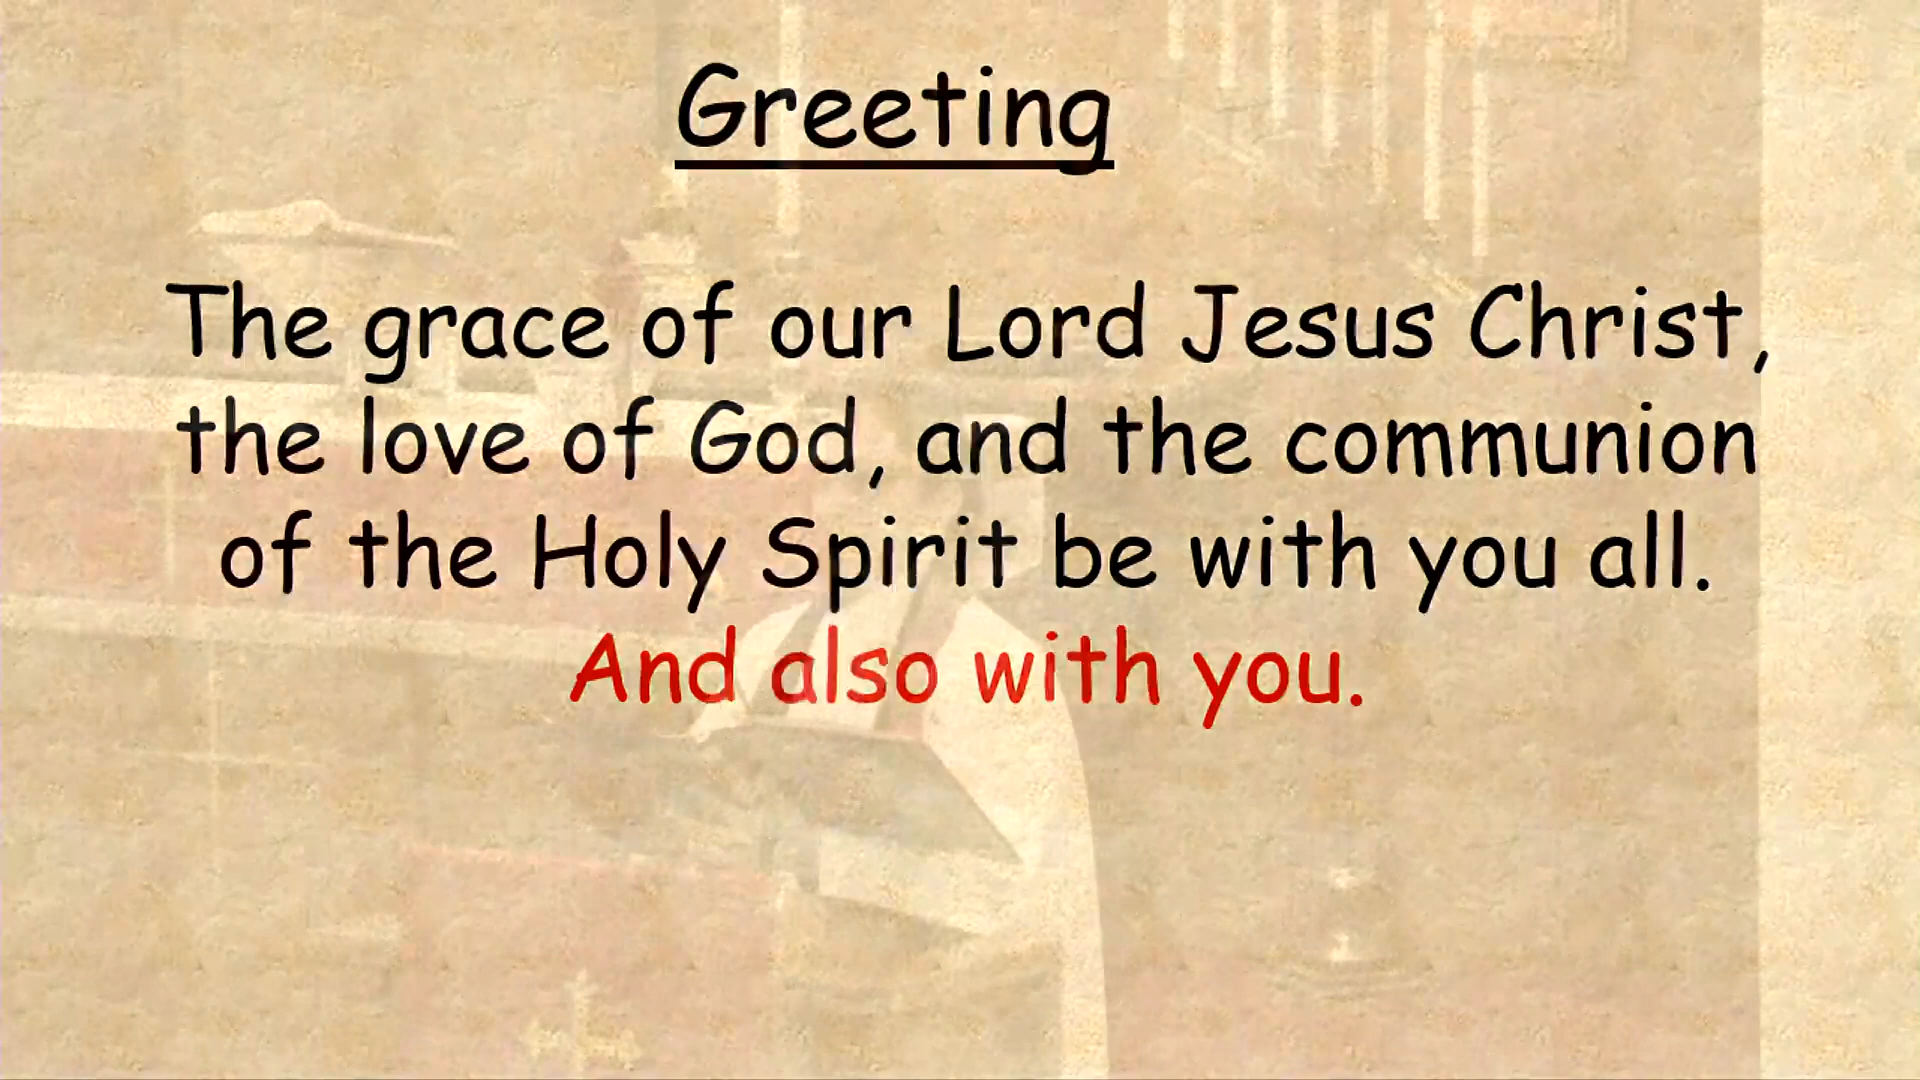 Greeting
The grace of our Lord Jesus Christ,
the love of God, and the communion
of the Holy Spirit be with you all.
And also with you.